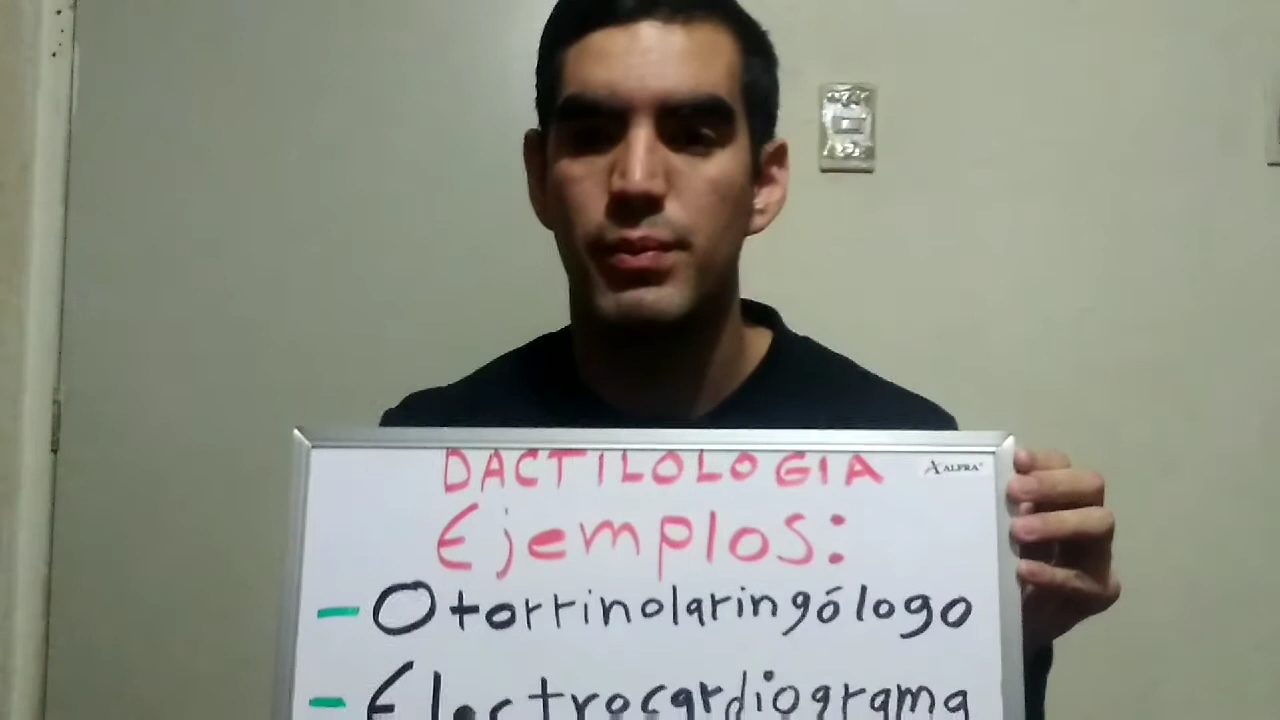 DACTILOLOGIA
ALFRA
Ejemplos:
- Otorrinolaringólogo
- Electrocardiograma